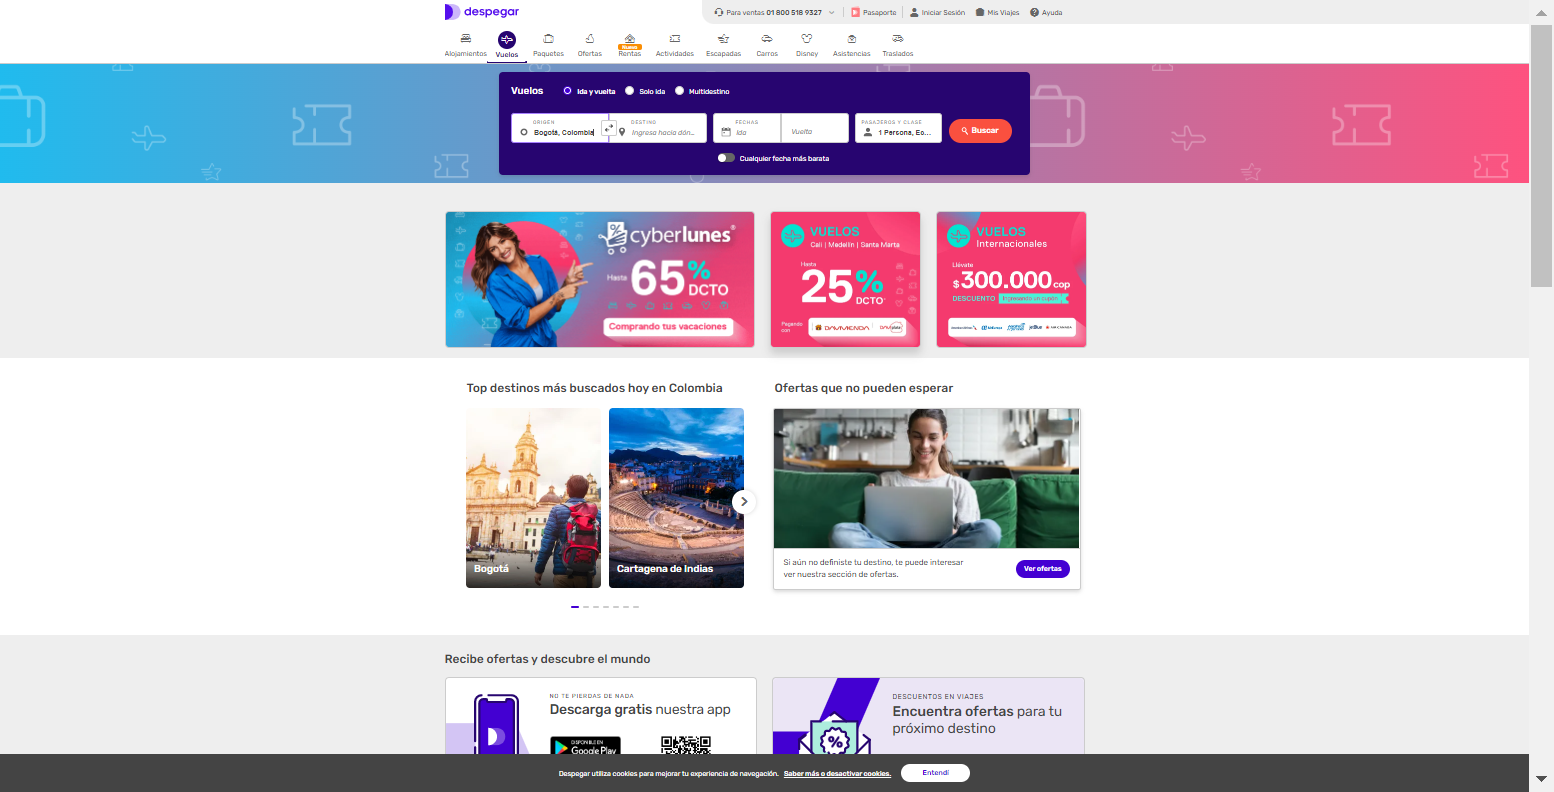 despegar
Para ventas 01 800 518 9327
Pasaporte
Iniciar Sesión
Mis Viajes
Ayuda
Alojamientos
Vuelos
Paquetes
Ofertas
Nuevo
Rentas
Actividades
Escapadas
Carros
Disney
Asistencias
Traslados
Vuelos
Ida y vuelta
Solo ida
Multidestino
ORIGEN
Bogotá, Colombia
DESTINO
Ingresa hacia dón...
FECHAS
Ida
Vuelta
PASAJEROS Y CLASE
1 Persona, Ec...
Buscar
Cualquier fecha más barata
cyberlunes
Hasta 65% DCTO
Comprando tus vacaciones
VUELOS
Cali | Medellín | Santa Marta
Hasta
25% DCTO*
Pagando con
DAVIVIENDA
DAVIplata
VUELOS
Internacionales
Llévate
$300.000 cop
DESCUENTO Ingresando un cupón
jetBlue
AIR CANADA
Top destinos más buscados hoy en Colombia
Bogotá
Cartagena de Indias
Ofertas que no pueden esperar
Si aún no definiste tu destino, te puede interesar
ver nuestra sección de ofertas.
Ver ofertas
Recibe ofertas y descubre el mundo
NO TE PIERDAS DE NADA
Descarga gratis nuestra app
DISPONIBLE EN
Google Play
DESCUENTOS EN VIAJES
Encuentra ofertas para tu
próximo destino
Despegar utiliza cookies para mejorar tu experiencia de navegación. Saber más o desactivar cookies.
Entendí